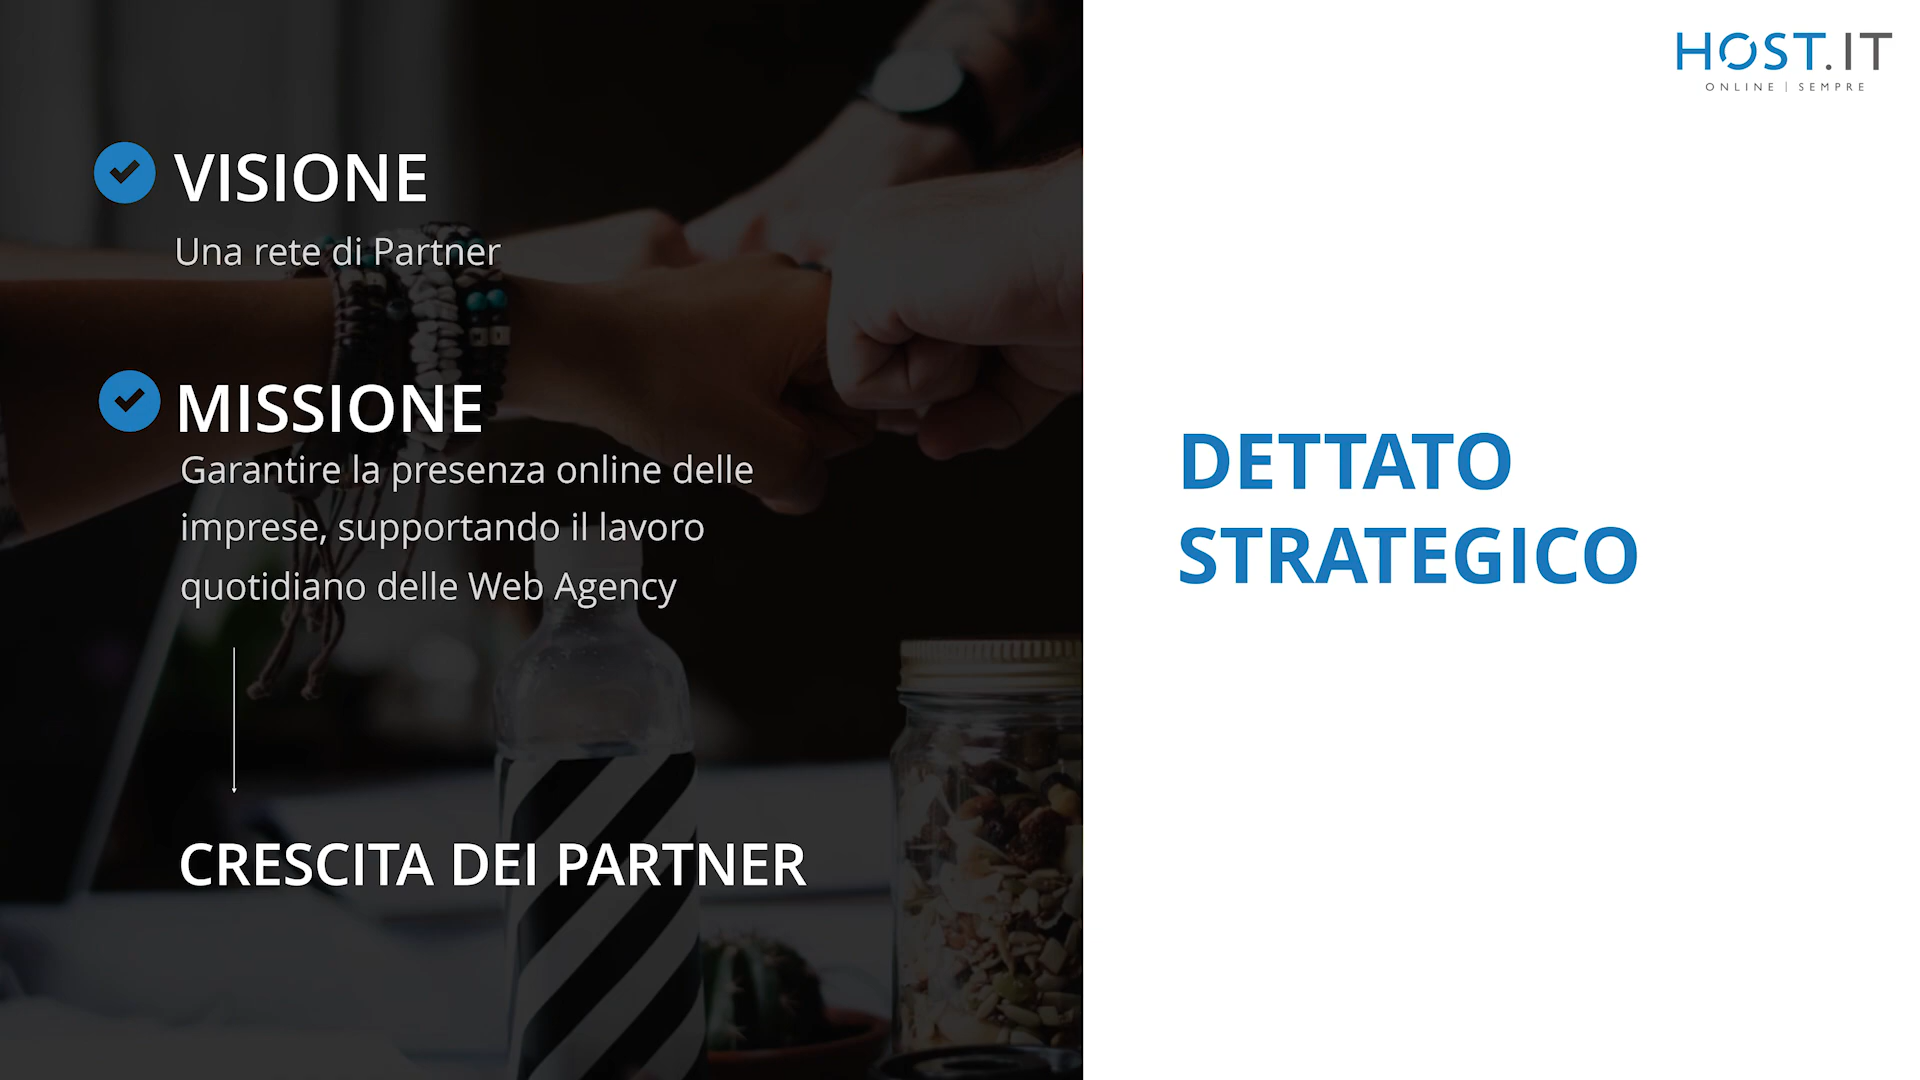 VISIONE
Una rete di Partner
MISSIONE
Garantire la presenza online delle
imprese, supportando il lavoro
quotidiano delle Web Agency
CRESCITA DEI PARTNER
HOST.IT
ONLINE | SEMPRE
DETTATO
STRATEGICO